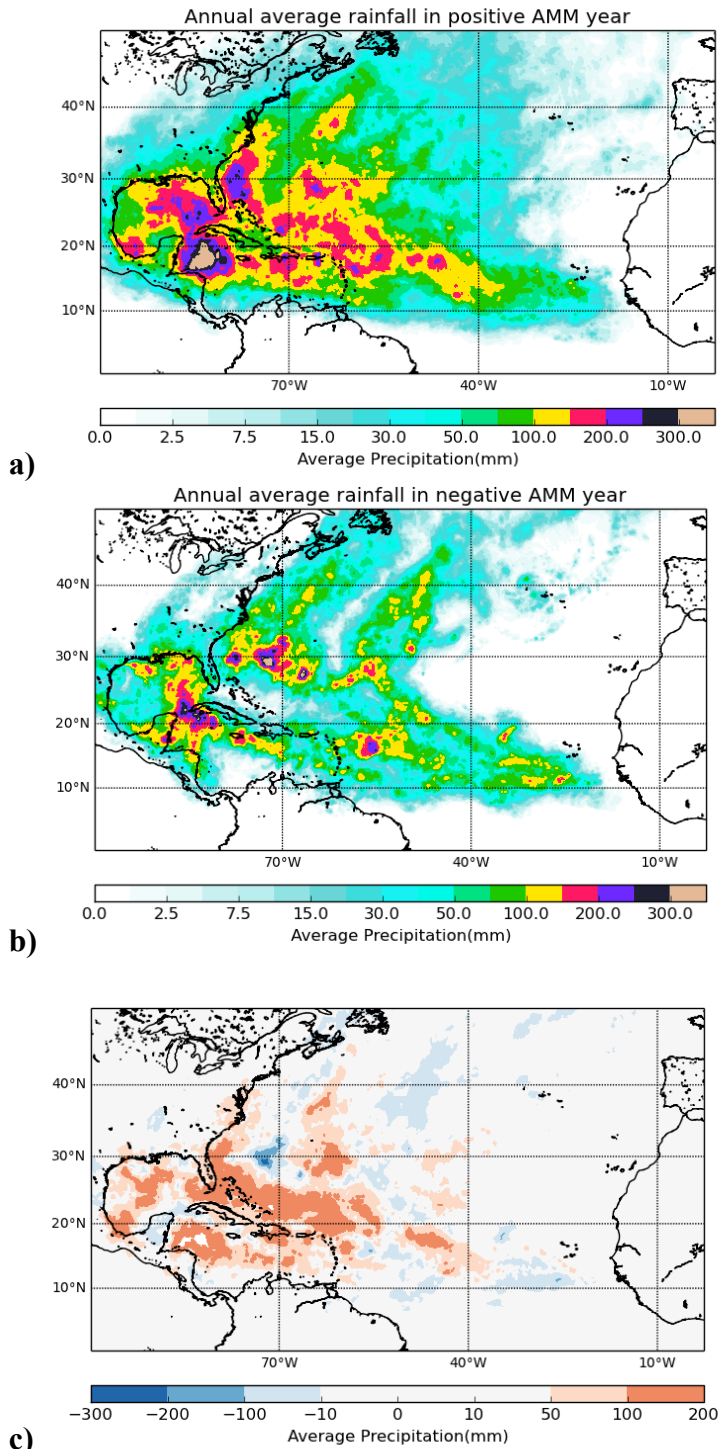 Annual average rainfall in positive AMM year
40°N
30°N
20°N
10°N
70°W 40°W 10°W
0.0 2.5 7.5 15.0 30.0 50.0 100.0 200.0 300.0
Average Precipitation(mm)
a)
Annual average rainfall in negative AMM year
40°N
30°N
20°N
10°N
70°W 40°W 10°W
0.0 2.5 7.5 15.0 30.0 50.0 100.0 200.0 300.0
Average Precipitation(mm)
b)
40°N
30°N
20°N
10°N
70°W 40°W 10°W
−300 −200 −100 −10 0 10 50 100 200
Average Precipitation(mm)
c)